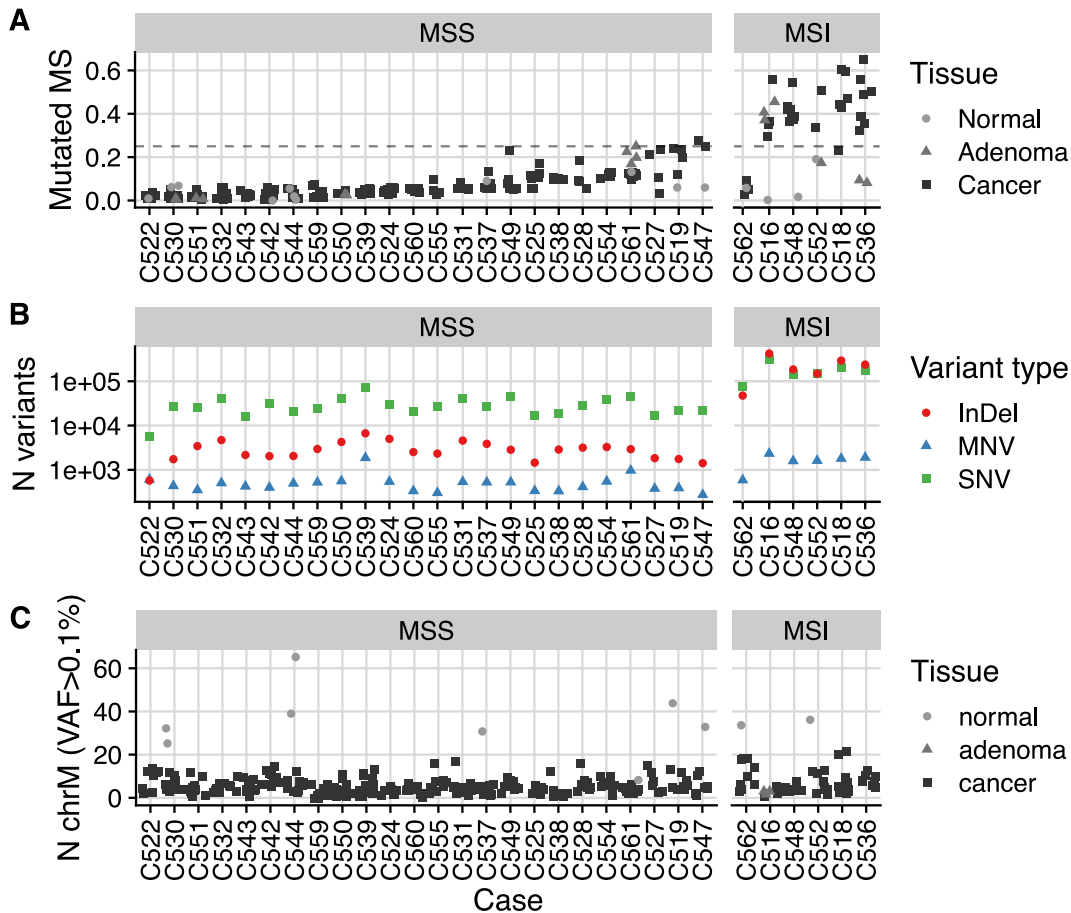 A
MSS
MSI
Mutated MS
0.6
0.4
0.2
0.0
C522
C530
C551
C532
C543
C542
C544
C559
C550
C539
C524
C560
C555
C531
C537
C549
C525
C538
C528
C554
C561
C527
C519
C547
C562
C516
C548
C552
C518
C536
Tissue
Normal
Adenoma
Cancer
B
MSS
MSI
N variants
1e+05
1e+04
1e+03
C522
C530
C551
C532
C543
C542
C544
C559
C550
C539
C524
C560
C555
C531
C537
C549
C525
C538
C528
C554
C561
C527
C519
C547
C562
C516
C548
C552
C518
C536
Variant type
InDel
MNV
SNV
C
MSS
MSI
N chrM (VAF>0.1%)
60
40
20
0
C522
C530
C551
C532
C543
C542
C544
C559
C550
C539
C524
C560
C555
C531
C537
C549
C525
C538
C528
C554
C561
C527
C519
C547
C562
C516
C548
C552
C518
C536
Case
Tissue
normal
adenoma
cancer